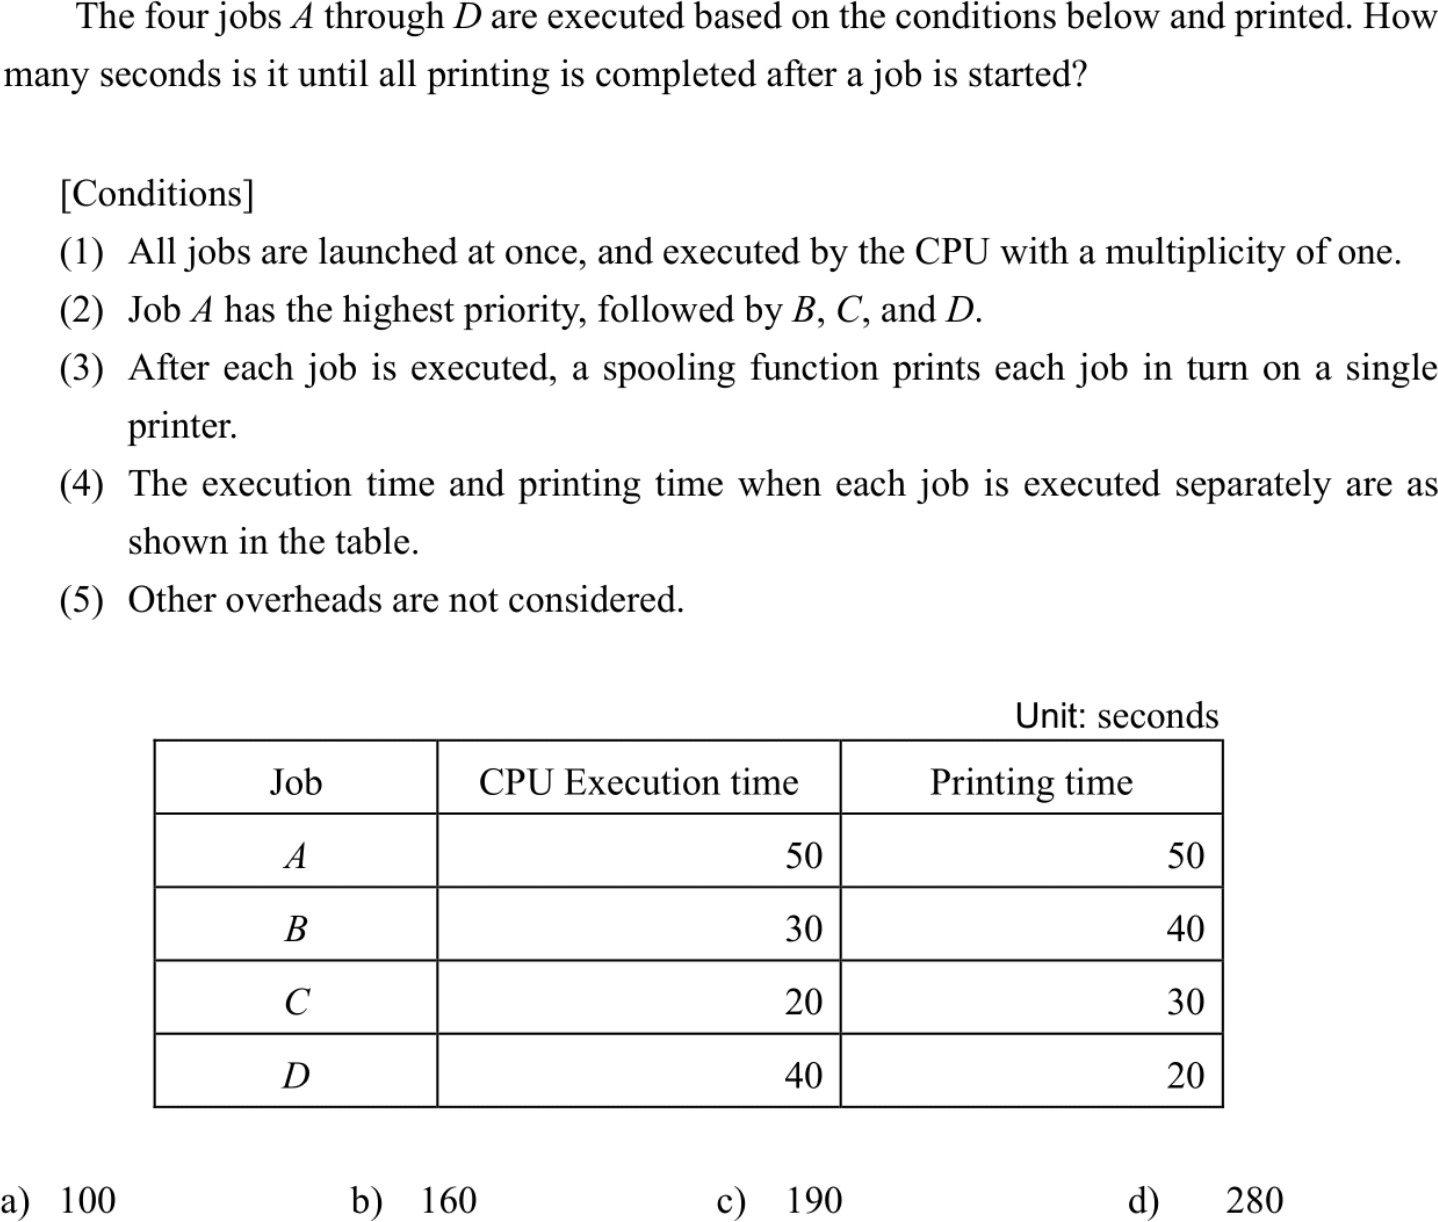 The four jobs A through D are executed based on the conditions below and printed. How
many seconds is it until all printing is completed after a job is started?
[Conditions]
(1) All jobs are launched at once, and executed by the CPU with a multiplicity of one.
(2) Job A has the highest priority, followed by B, C, and D.
(3) After each job is executed, a spooling function prints each job in turn on a single
printer.
(4) The execution time and printing time when each job is executed separately are as
shown in the table.
(5) Other overheads are not considered.
Unit: seconds
Job CPU Execution time Printing time
A 50 50
B 30 40
C 20 30
D 40 20
a) 100 b) 160 c) 190 d) 280